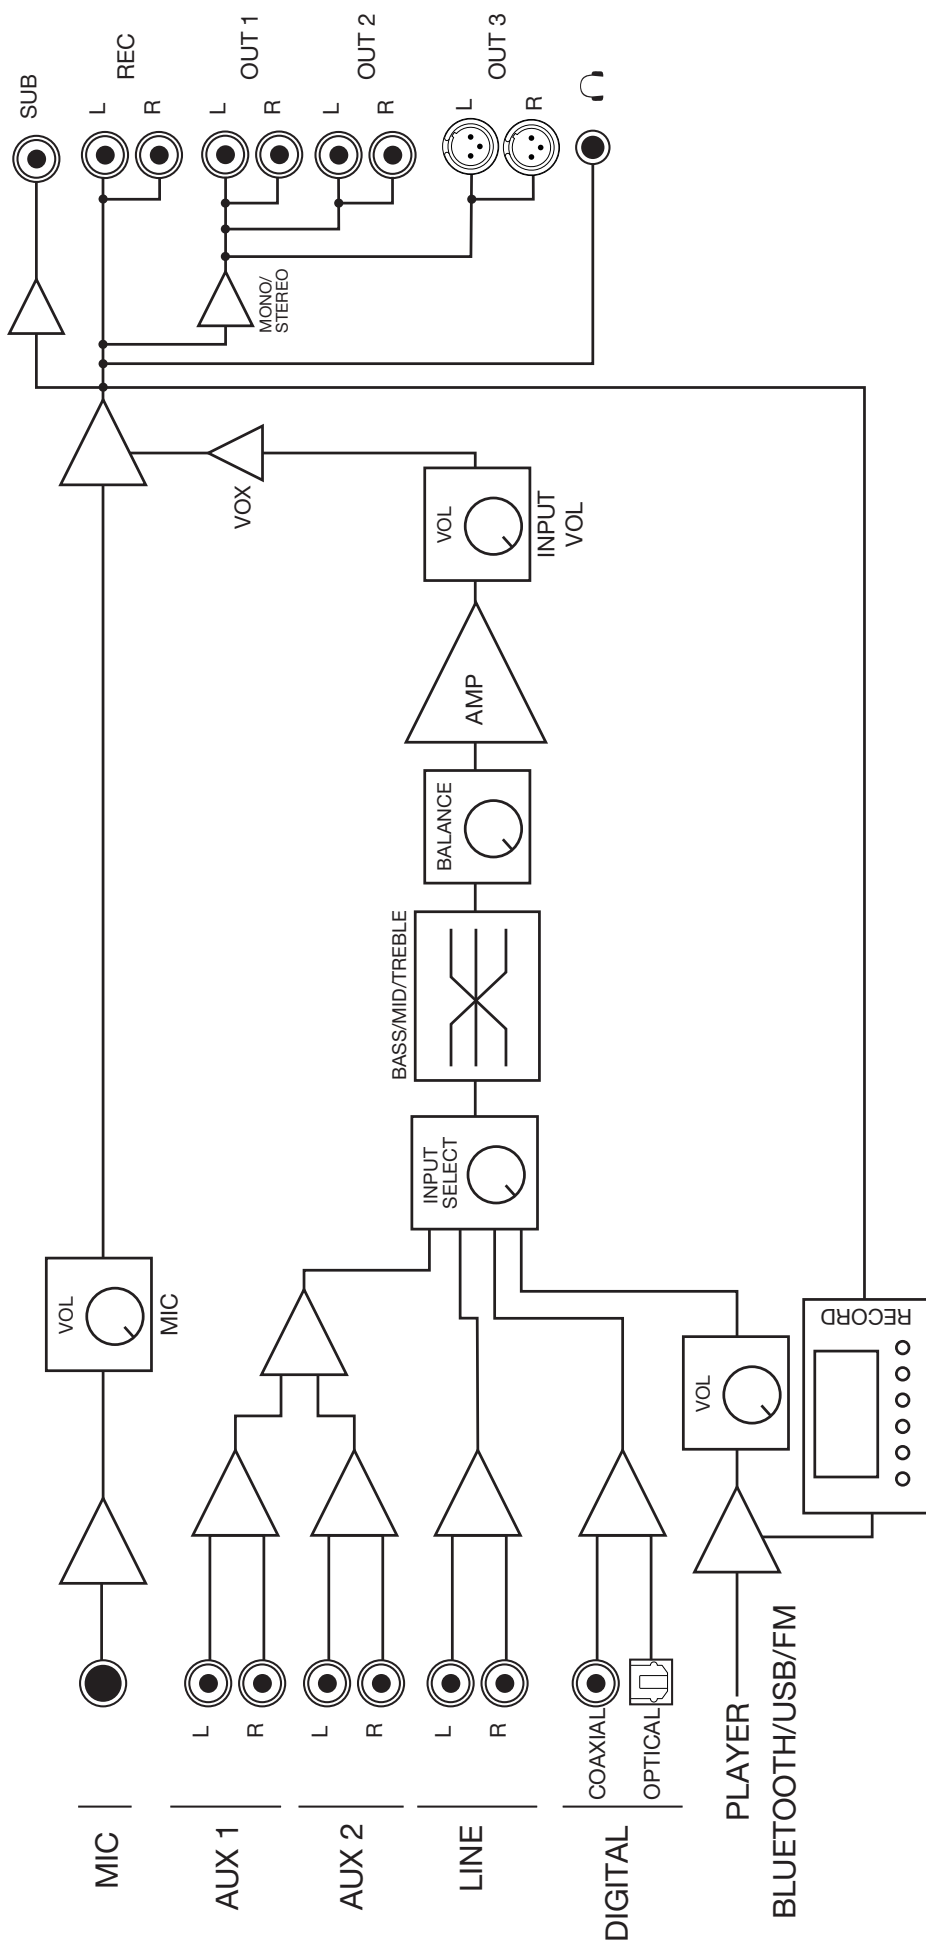 MIC
AUX 1
AUX 2
LINE
DIGITAL
PLAYER
BLUETOOTH/USB/FM
L
R
L
R
L
R
COAXIAL
OPTICAL
VOL
MIC
VOL
RECORD
INPUT
SELECT
BASS/MID/TREBLE
BALANCE
AMP
VOL
INPUT
VOL
VOX
MONO/
STEREO
SUB
L
R
REC
L
R
OUT 1
L
R
OUT 2
L
R
OUT 3